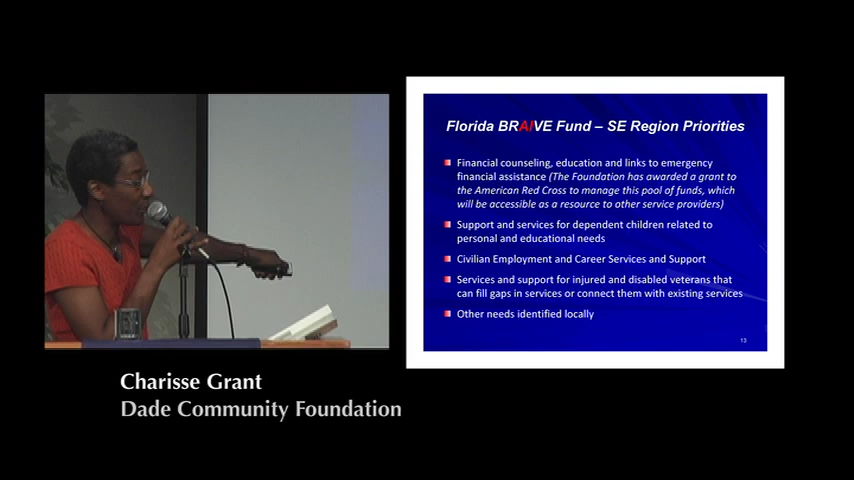 Florida BRAIVE Fund – SE Region Priorities
Financial counseling, education and links to emergency
financial assistance (The Foundation has awarded a grant to
the American Red Cross to manage this pool of funds, which
will be accessible as a resource to other service providers)
Support and services for dependent children related to
personal and educational needs
Civilian Employment and Career Services and Support
Services and support for injured and disabled veterans that
can fill gaps in services or connect them with existing services
Other needs identified locally
13
Charisse Grant
Dade Community Foundation